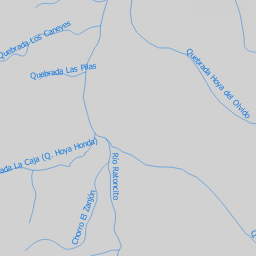 Quebrada Los Caneyes
Quebrada Las Pilas
Quebrada Hoya del Olvido
ada La Caja (Q. Hoya Honda)
Río Ratoncito
Chorro El Zanjón
Q